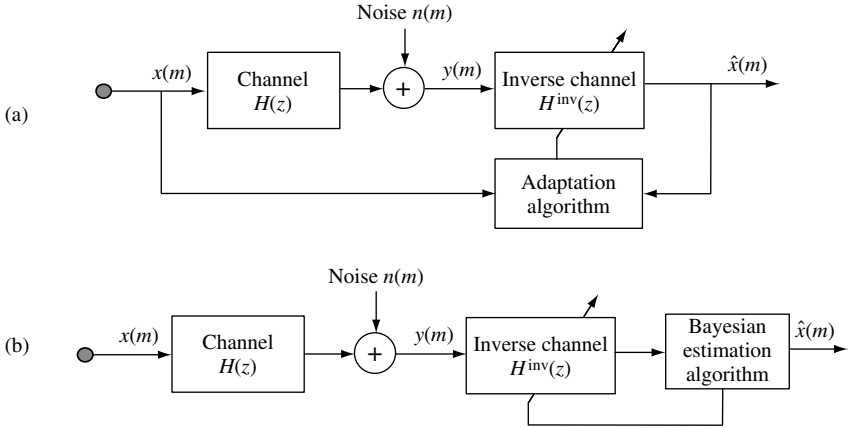 (a)
Noise n(m)
x(m)
Channel
H(z)
+
y(m)
Inverse channel
H^inv(z)
x̂(m)
Adaptation
algorithm
(b)
Noise n(m)
x(m)
Channel
H(z)
+
y(m)
Inverse channel
H^inv(z)
Bayesian
estimation
algorithm
x̂(m)